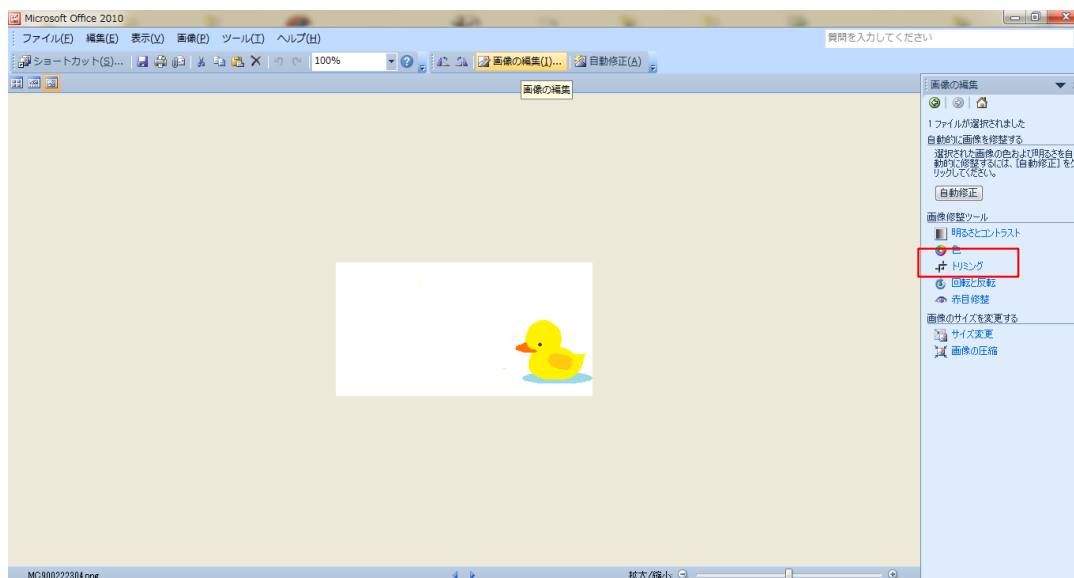 Microsoft Office 2010
ファイル(F) 編集(E) 表示(V) 画像(P) ツール(T) ヘルプ(H)
質問を入力してください
ショートカット(S)... 100% 画像の編集(I)... 自動修正(A)
画像の編集
画像の編集
1 ファイルが選択されました
自動的に画像を修整する
選択された画像の色および明るさを自
動的に修整するには、[自動修正] をク
リックしてください。
自動修正
画像修整ツール
明るさとコントラスト
色
トリミング
回転と反転
赤目修整
画像のサイズを変更する
サイズ変更
画像の圧縮
MC900222304.png
拡大/縮小: